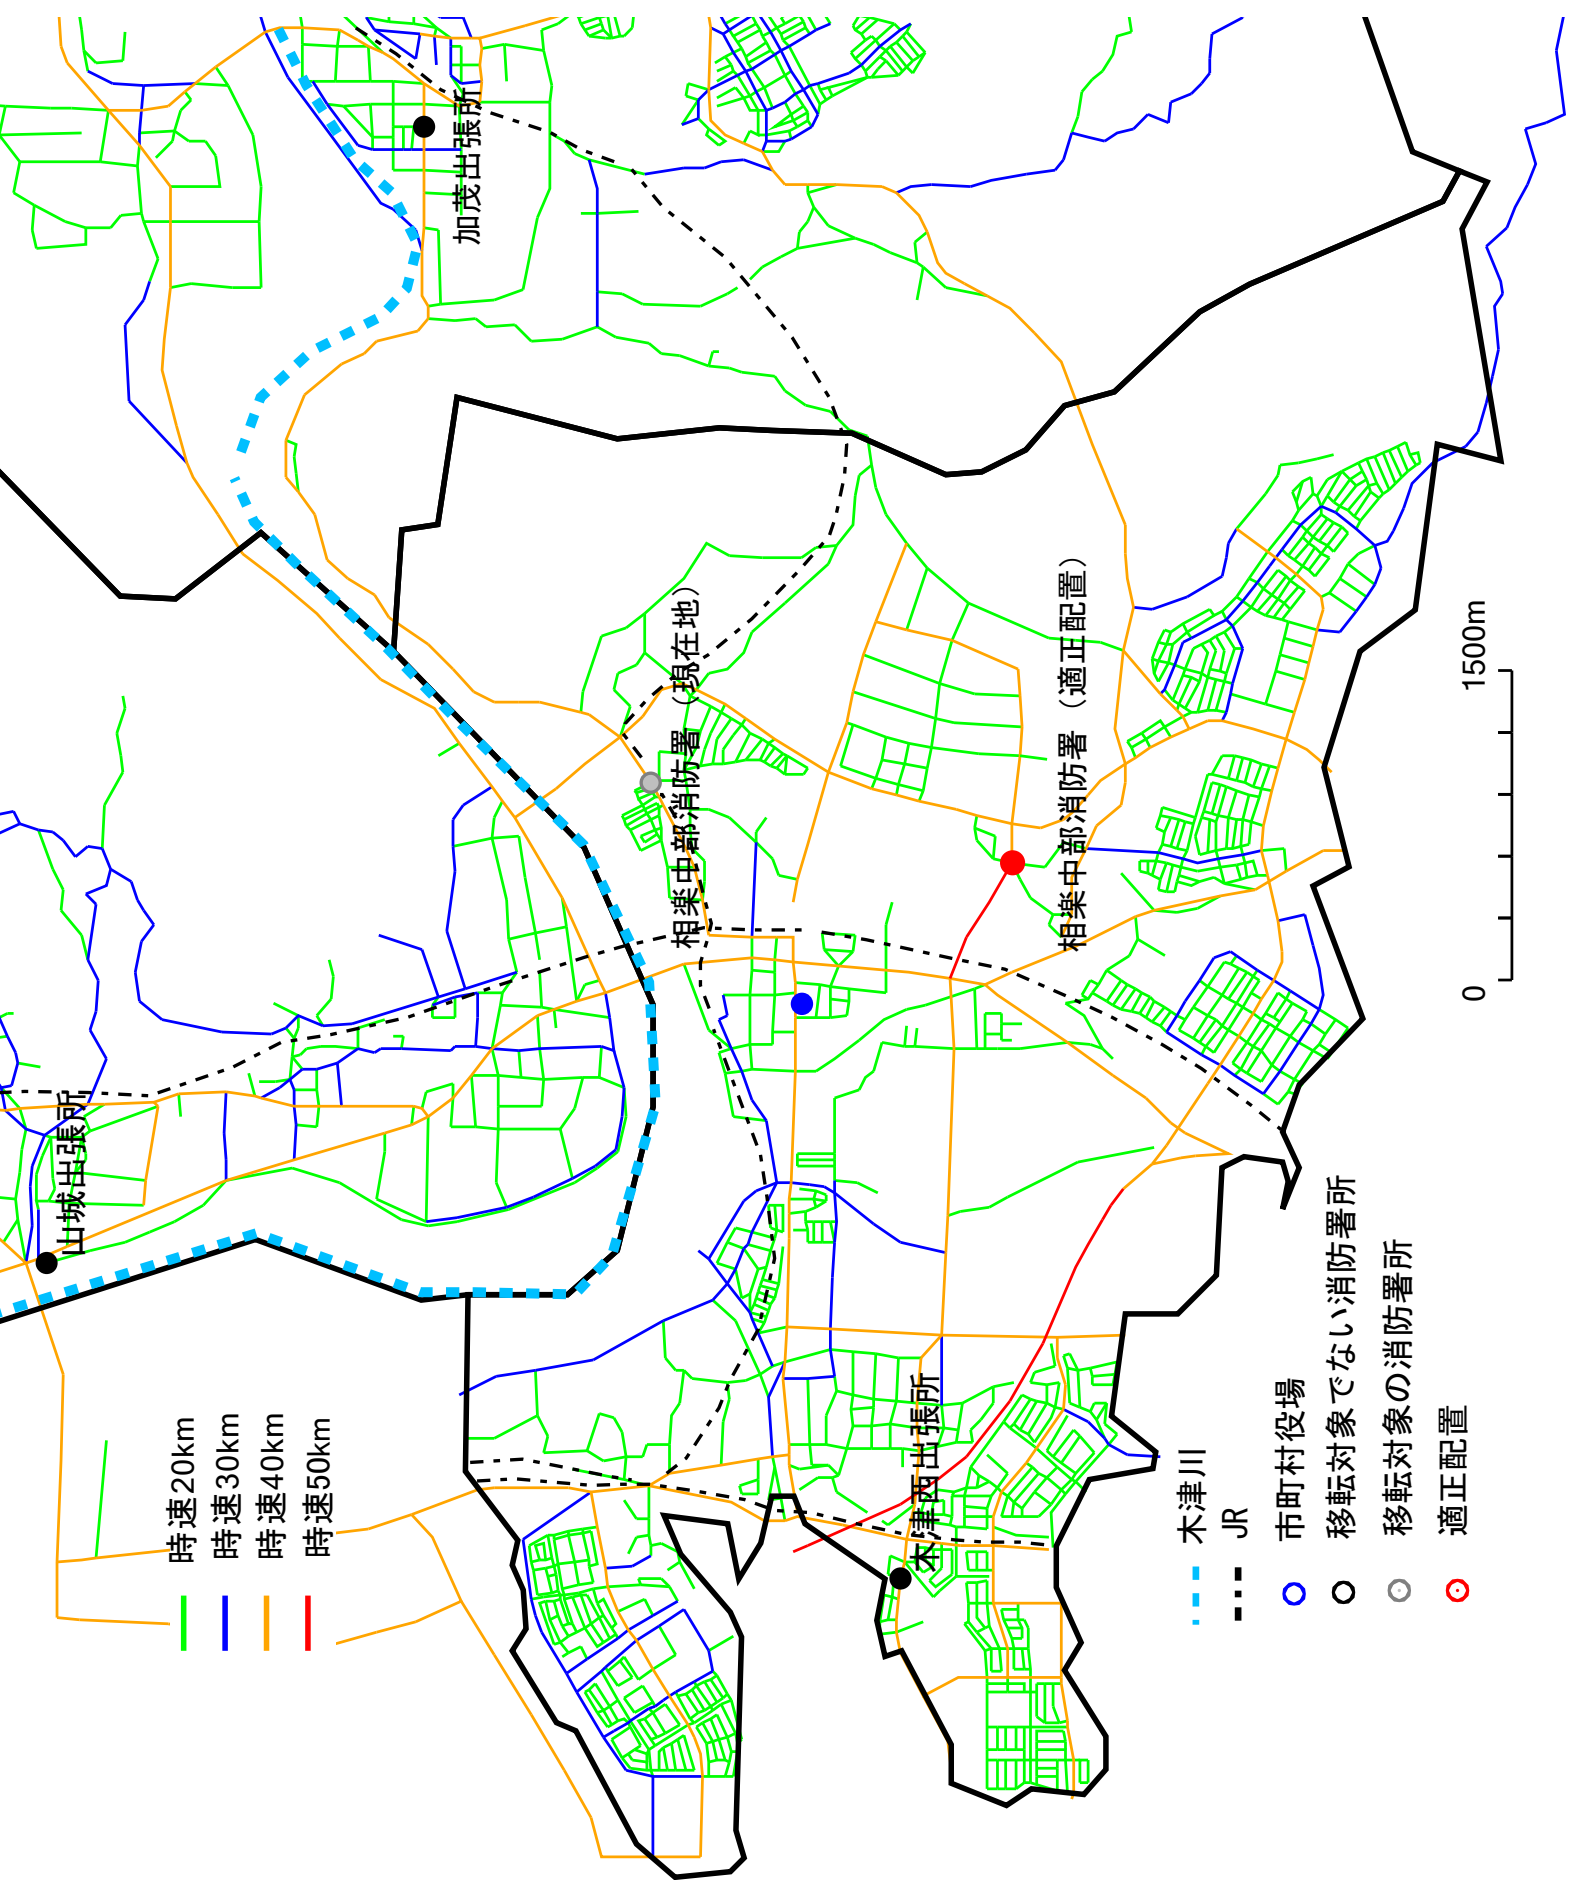 加茂出張所
山城出張所
相楽中部消防署（現在地）
相楽中部消防署（適正配置）
木津西出張所
時速20km
時速30km
時速40km
時速50km
木津川
JR
市町村役場
移転対象でない消防署所
移転対象の消防署所
適正配置
0
1500m